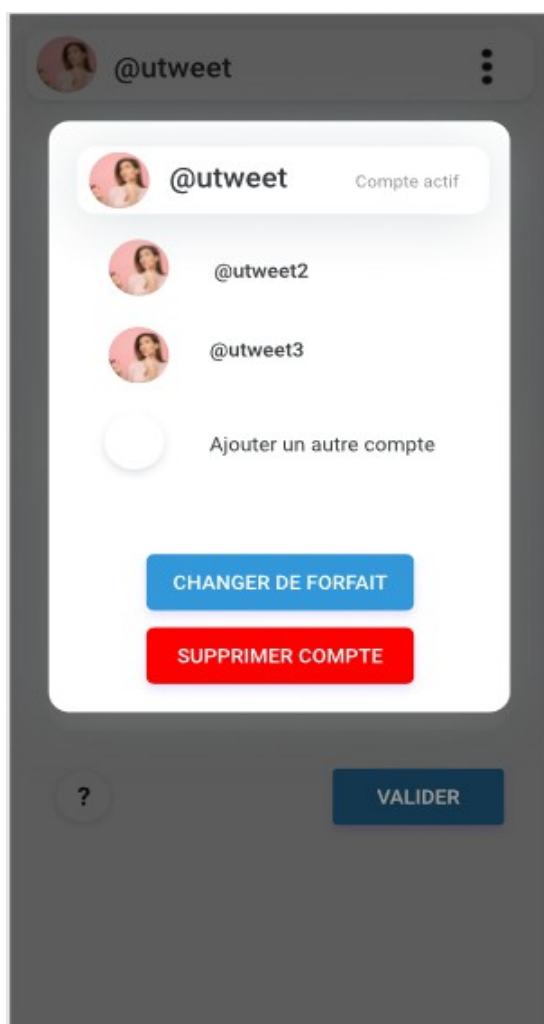 @utweet
@utweet Compte actif
@utweet2
@utweet3
Ajouter un autre compte
CHANGER DE FORFAIT
SUPPRIMER COMPTE
? VALIDER